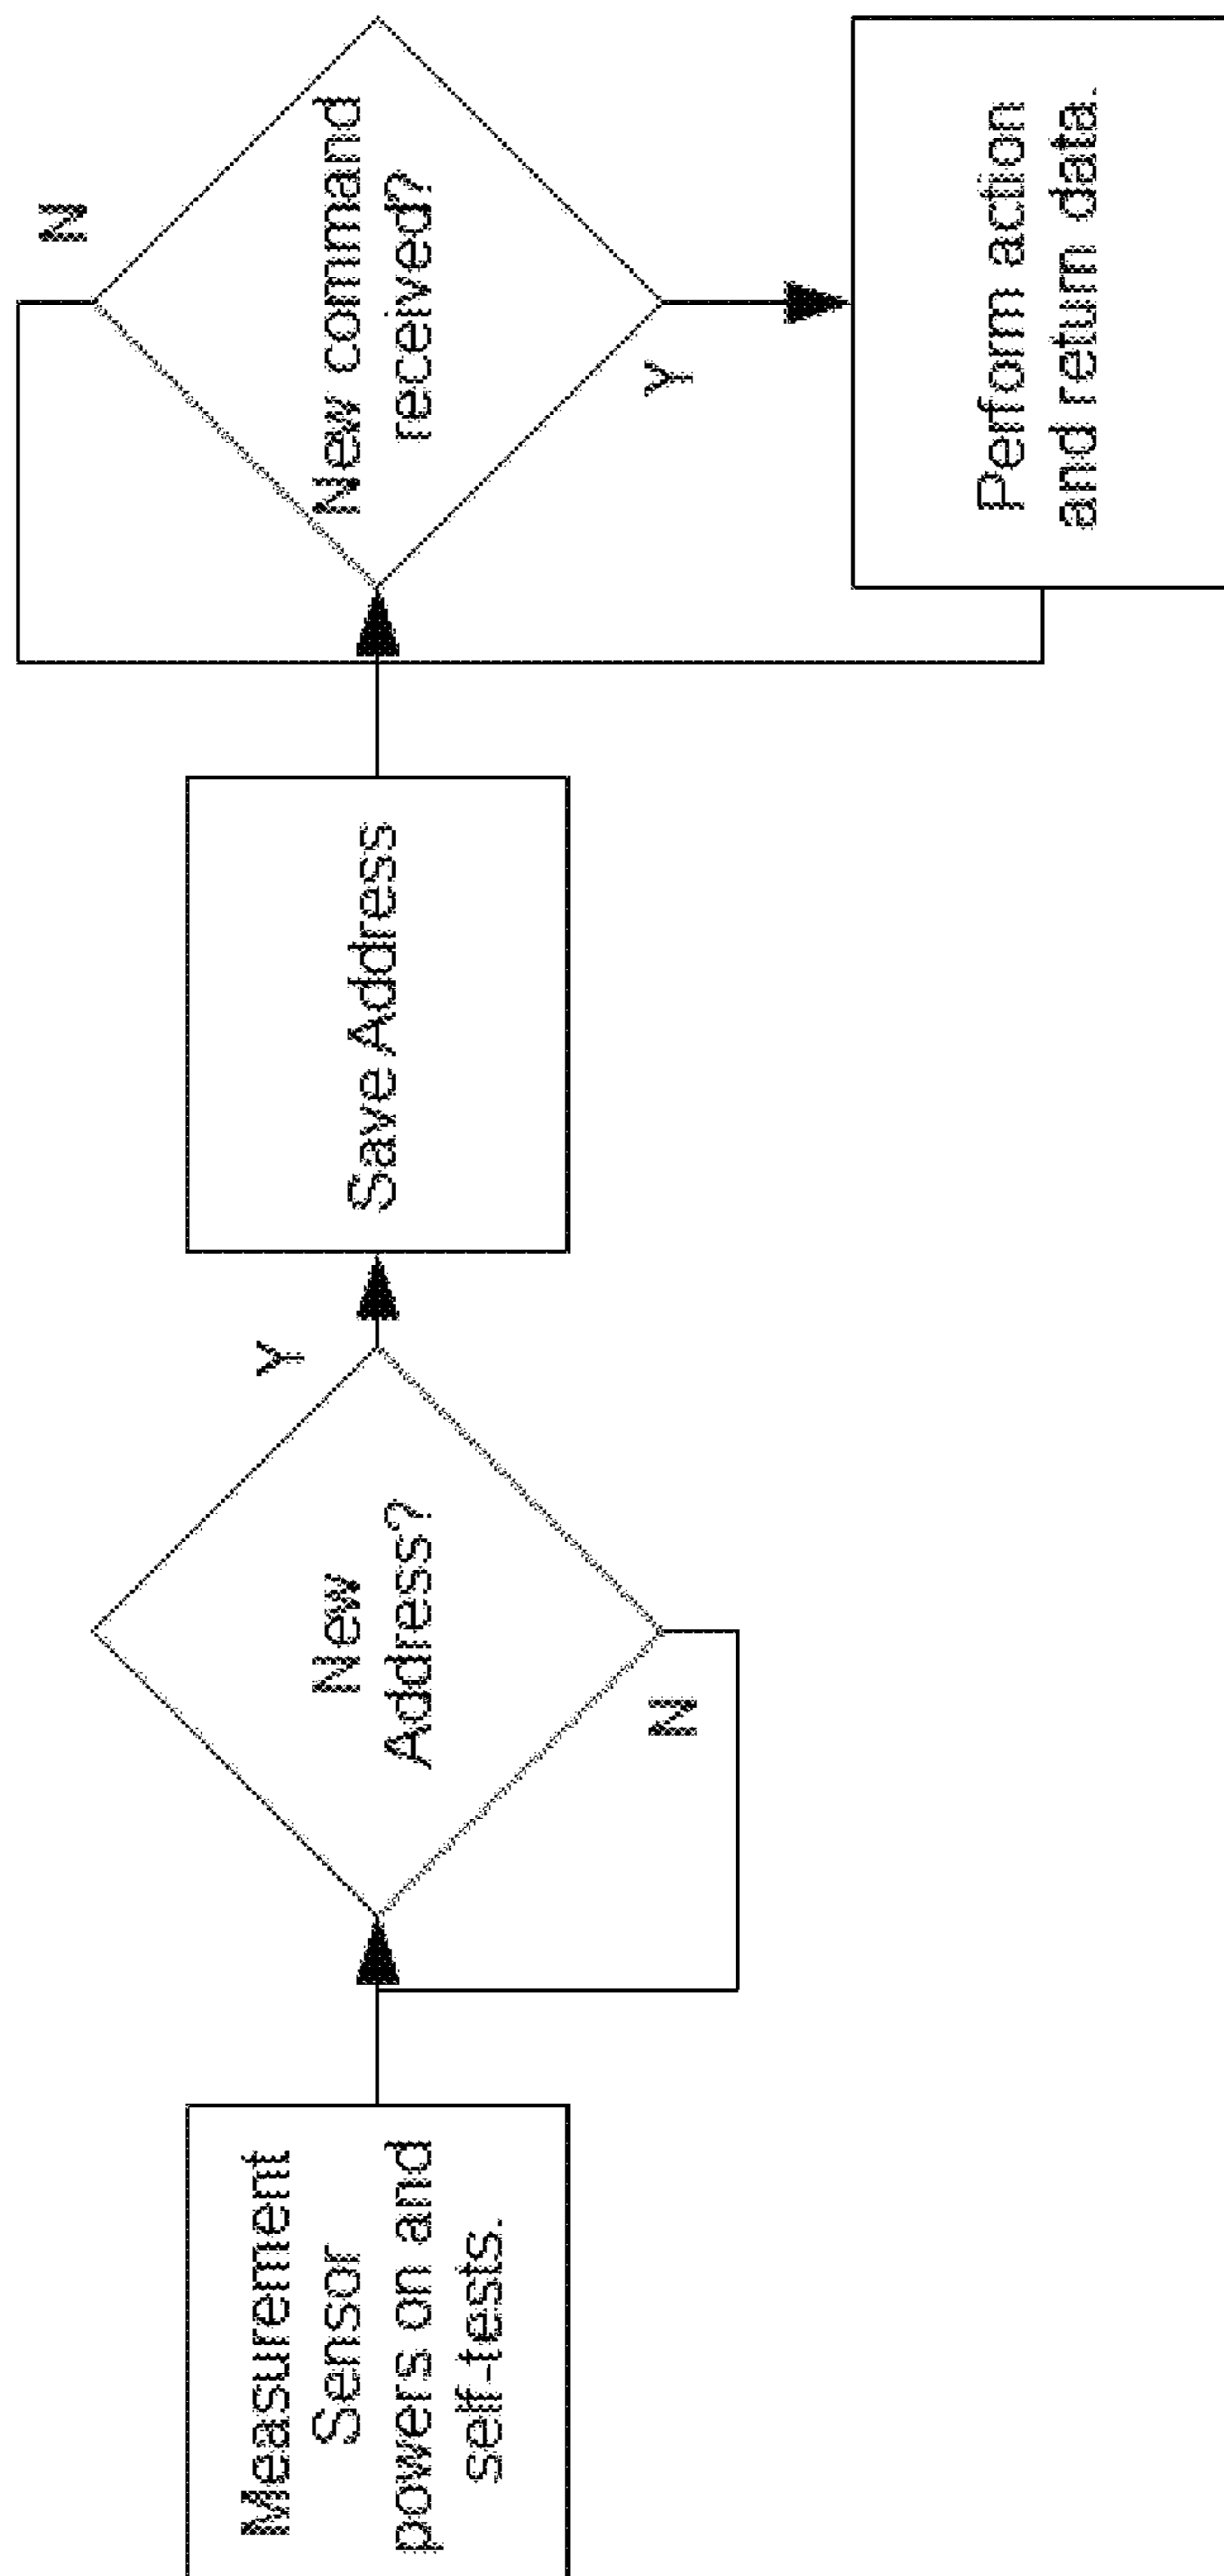 Measurement
Sensor
powers on and
self-tests.
New
Address?
Y
N
Save Address
New command
received?
N
Y
Perform action
and return data.